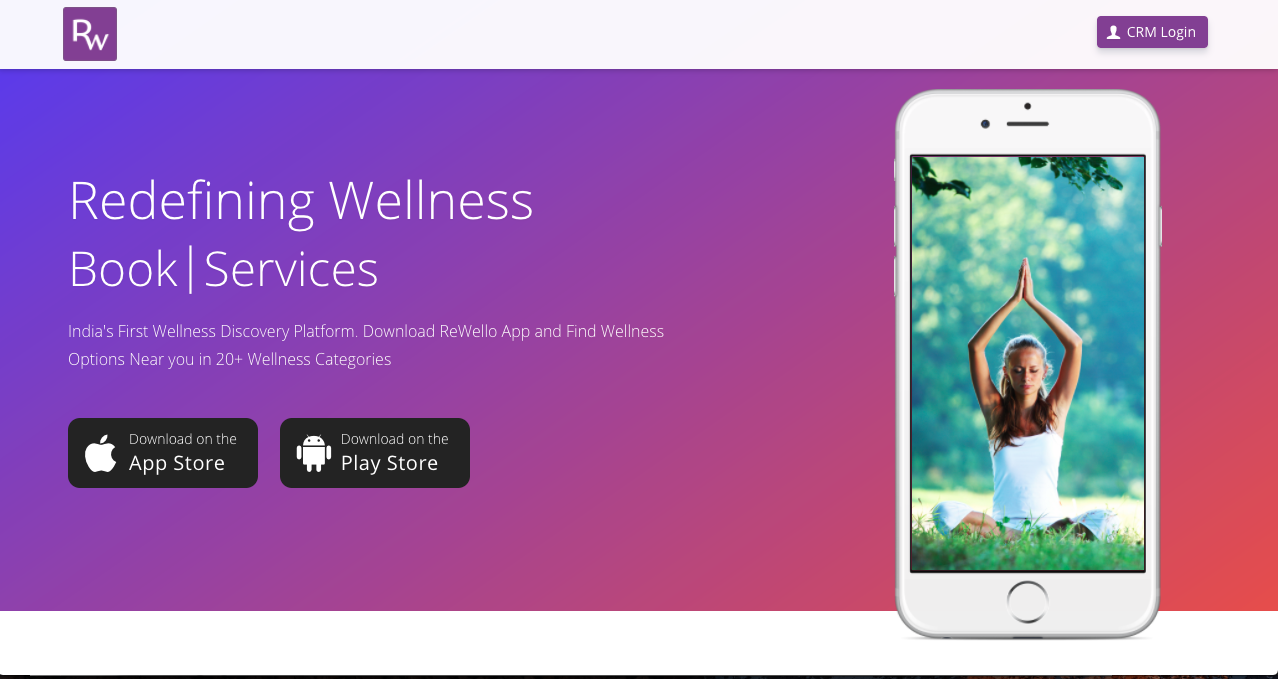 RW
CRM Login
Redefining Wellness
Book|Services
India's First Wellness Discovery Platform. Download ReWello App and Find Wellness
Options Near you in 20+ Wellness Categories
Download on the
App Store
Download on the
Play Store